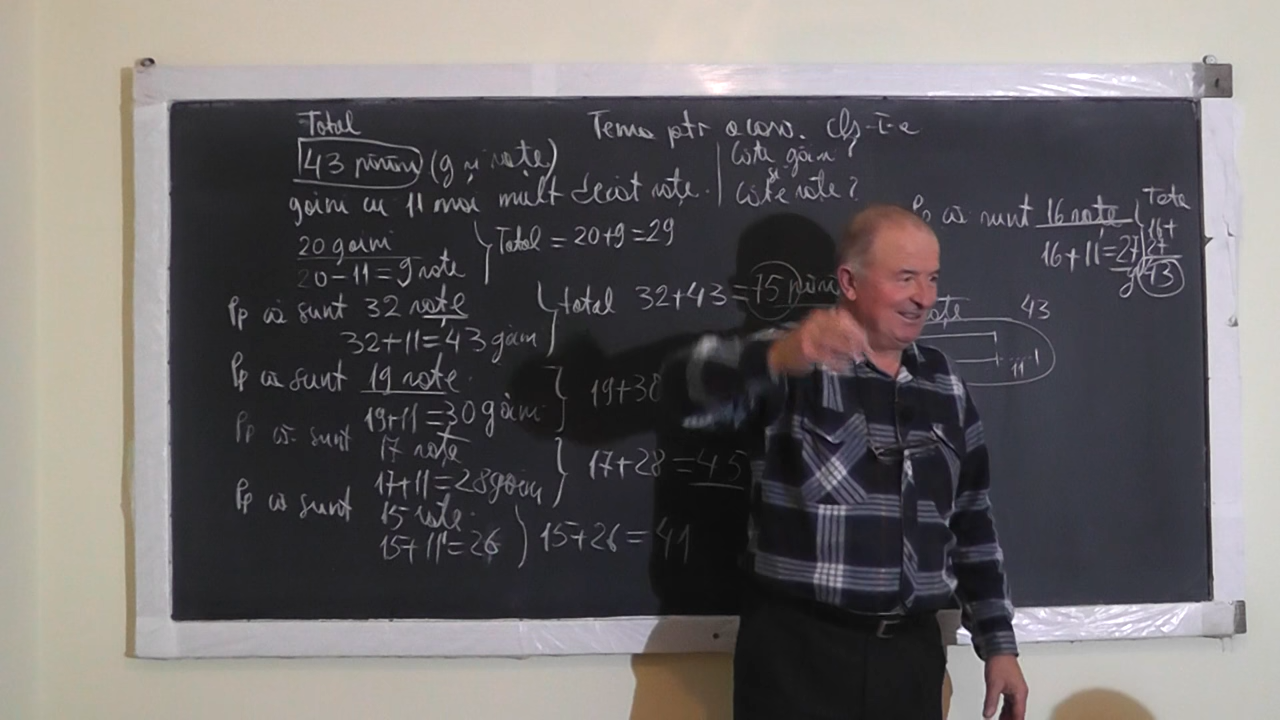 Total
Tema ptr acasă. cls-I-a
43 păsări (g și rațe)
Câte găini?
și
găini cu 11 mai mult decât rațe.
Câte rațe?
20 găini
20-11=9 rațe
Total = 20+9=29
Pp că sunt 32 rațe
32+11=43 găini
total 32+43=75
Pp că sunt 19 rațe.
19+11=30 găini
19+30
Pp că sunt
17 rațe
17+11=28 găini
17+28=45
Pp că sunt
15 rațe.
15+11=26
15+26=41
Pp că sunt 16 rațe
16+11=27
g
16+
27
43
43
11